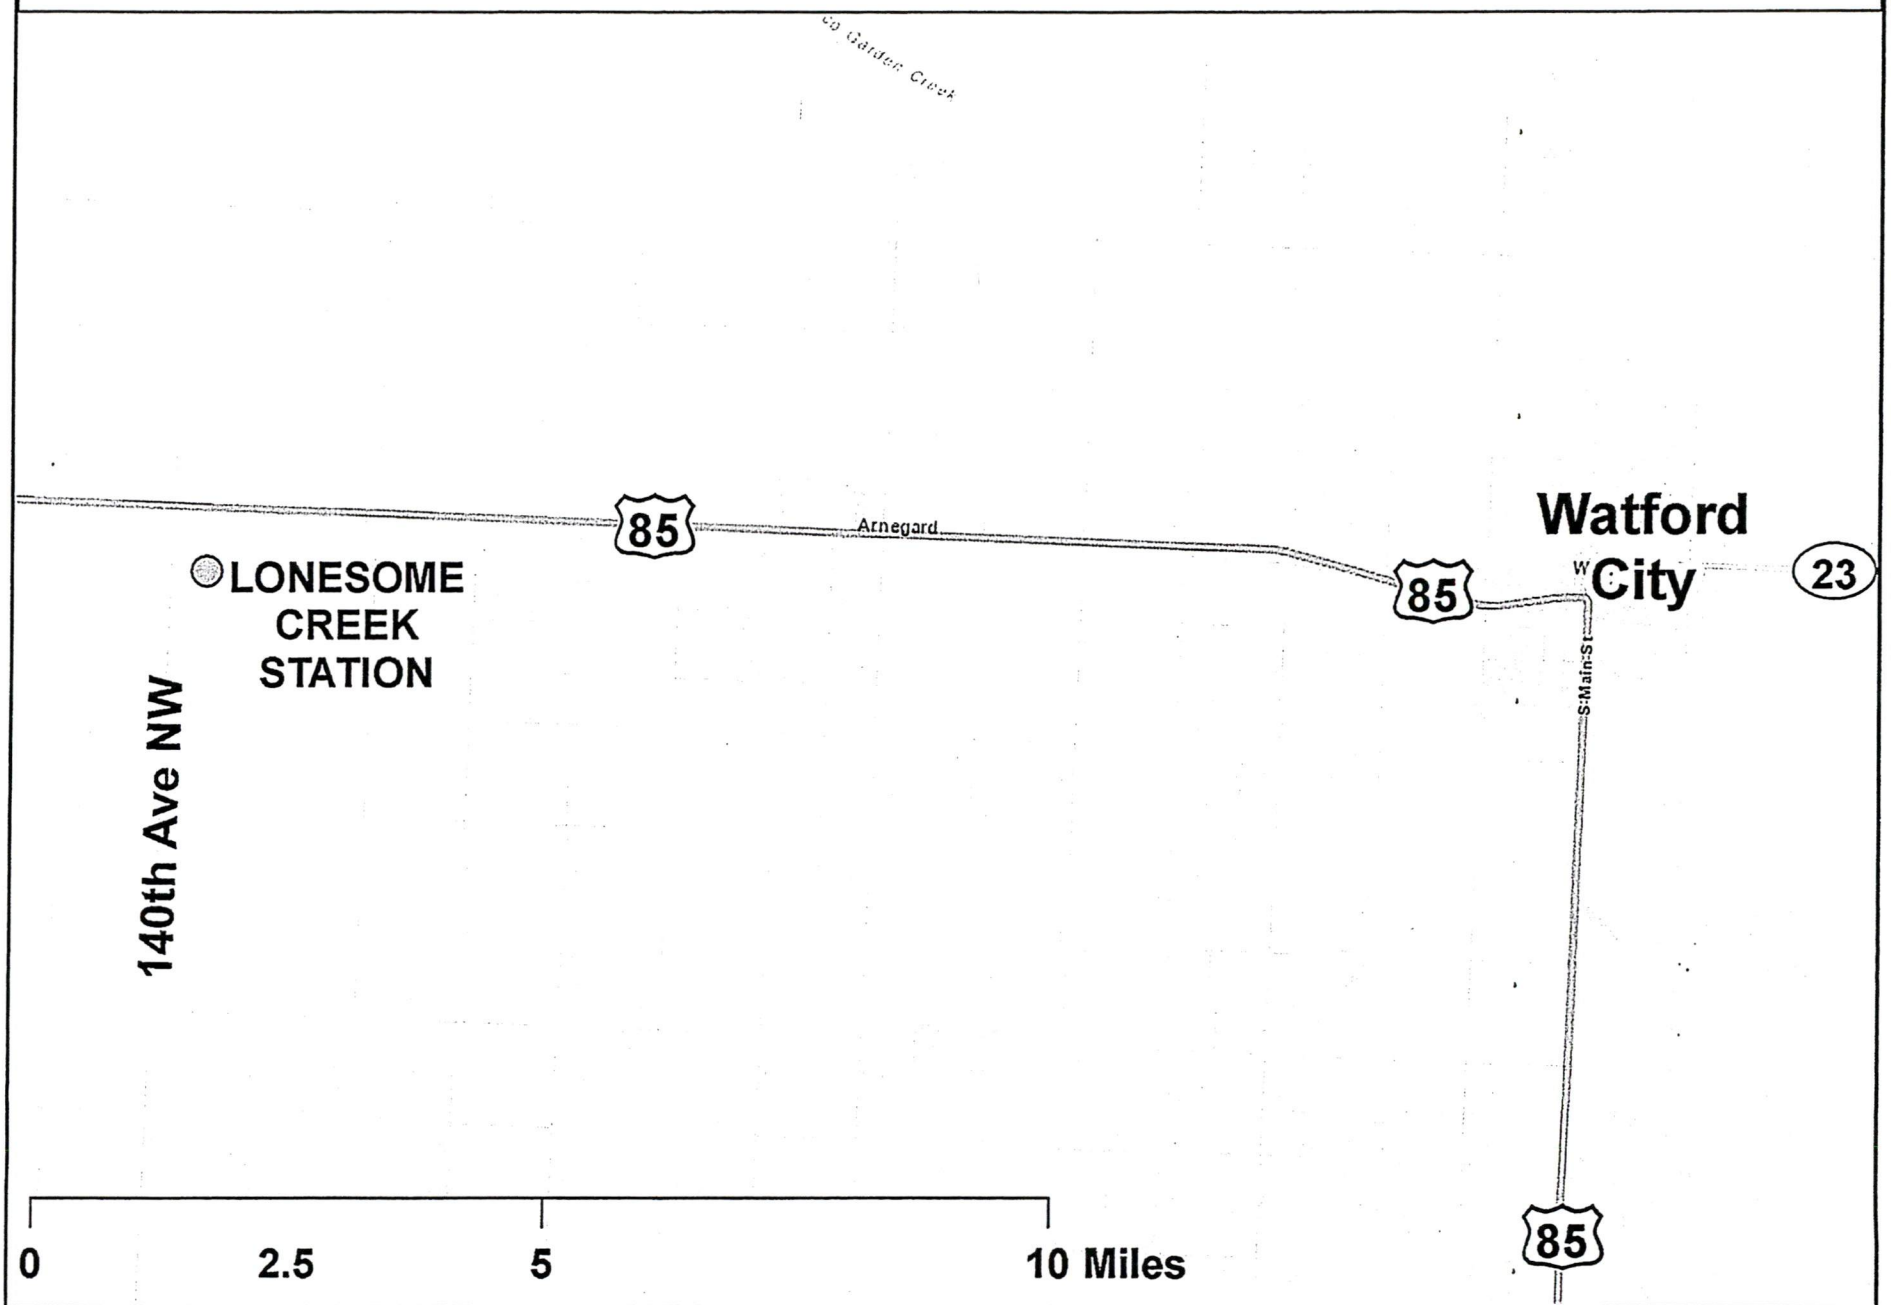 Garden Creek
85
Arnegard
Watford
City
W
85
23
LONESOME
CREEK
STATION
S Main St
140th Ave NW
85
0 2.5 5 10 Miles